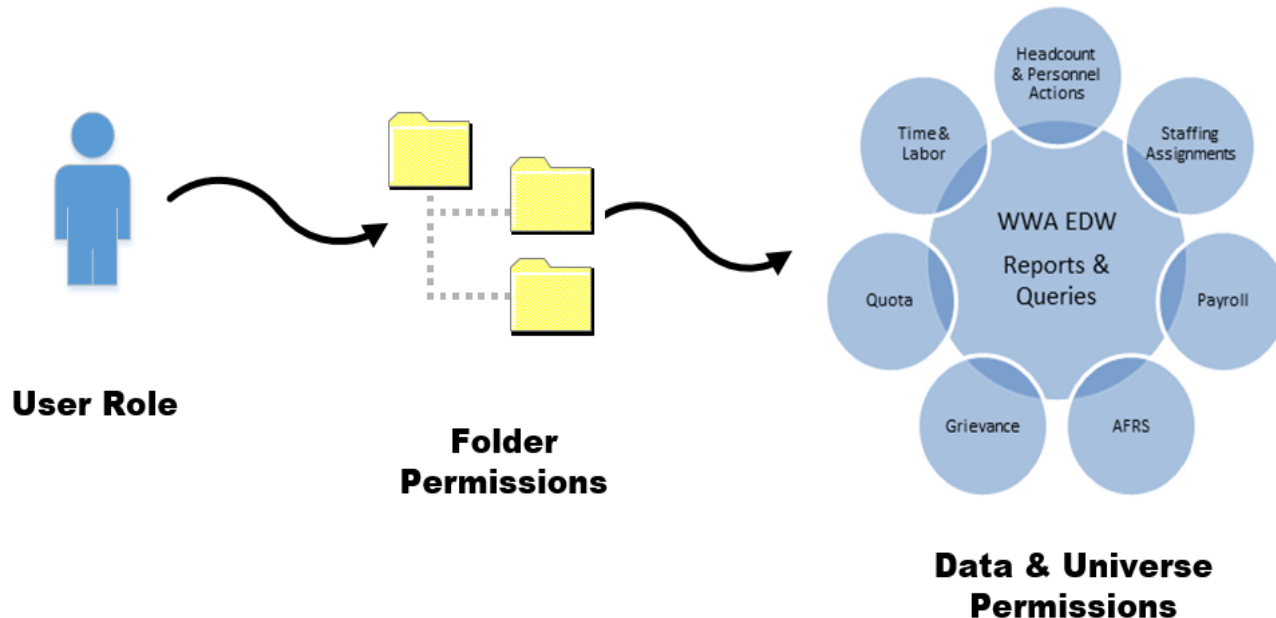 User Role
Folder
Permissions
Headcount
& Personnel
Actions
Time &
Labor
Staffing
Assignments
WWA EDW
Reports &
Queries
Quota
Payroll
Grievance
AFRS
Data & Universe
Permissions